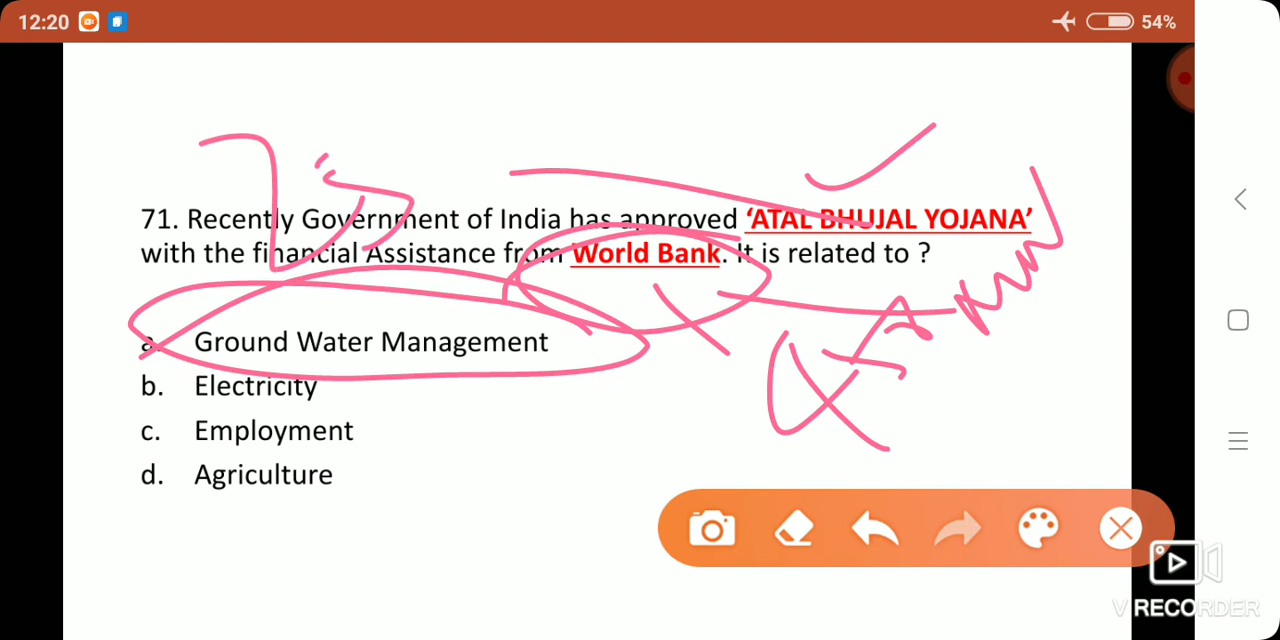 12:20
54%
71. Recently Government of India has approved ‘ATAL BHUJAL YOJANA’
with the financial Assistance from World Bank. It is related to ?
a. Ground Water Management
b. Electricity
c. Employment
d. Agriculture
V RECORDER